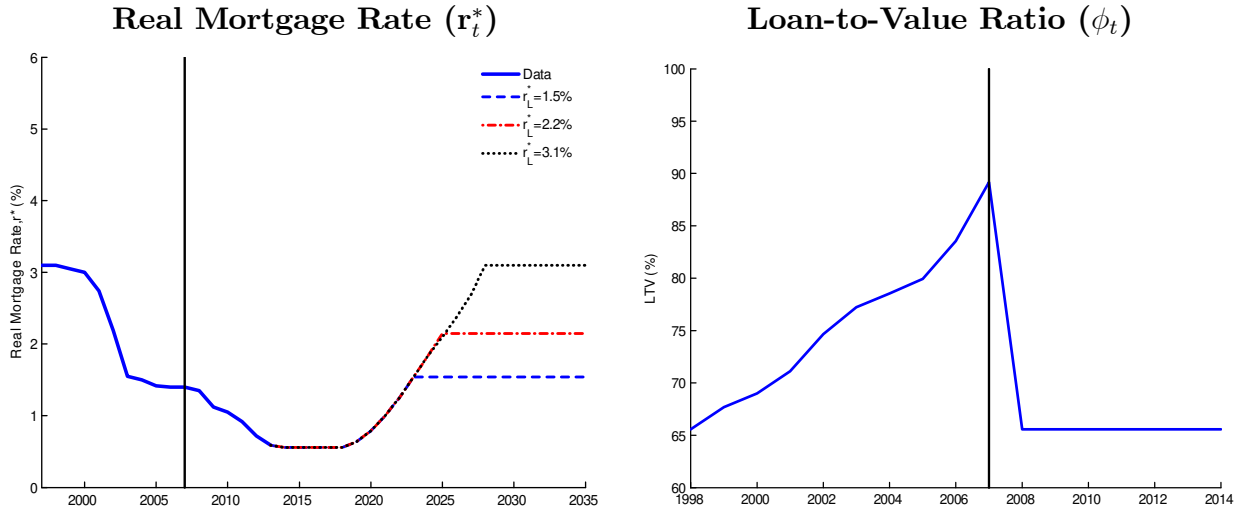 Real Mortgage Rate (r*t)
Real Mortgage Rate,r* (%)
6
5
4
3
2
1
0
2000 2005 2010 2015 2020 2025 2030 2035
Data
r*L=1.5%
r*L=2.2%
r*L=3.1%
Loan-to-Value Ratio (ϕt)
LTV (%)
100
95
90
85
80
75
70
65
60
1998 2000 2002 2004 2006 2008 2010 2012 2014